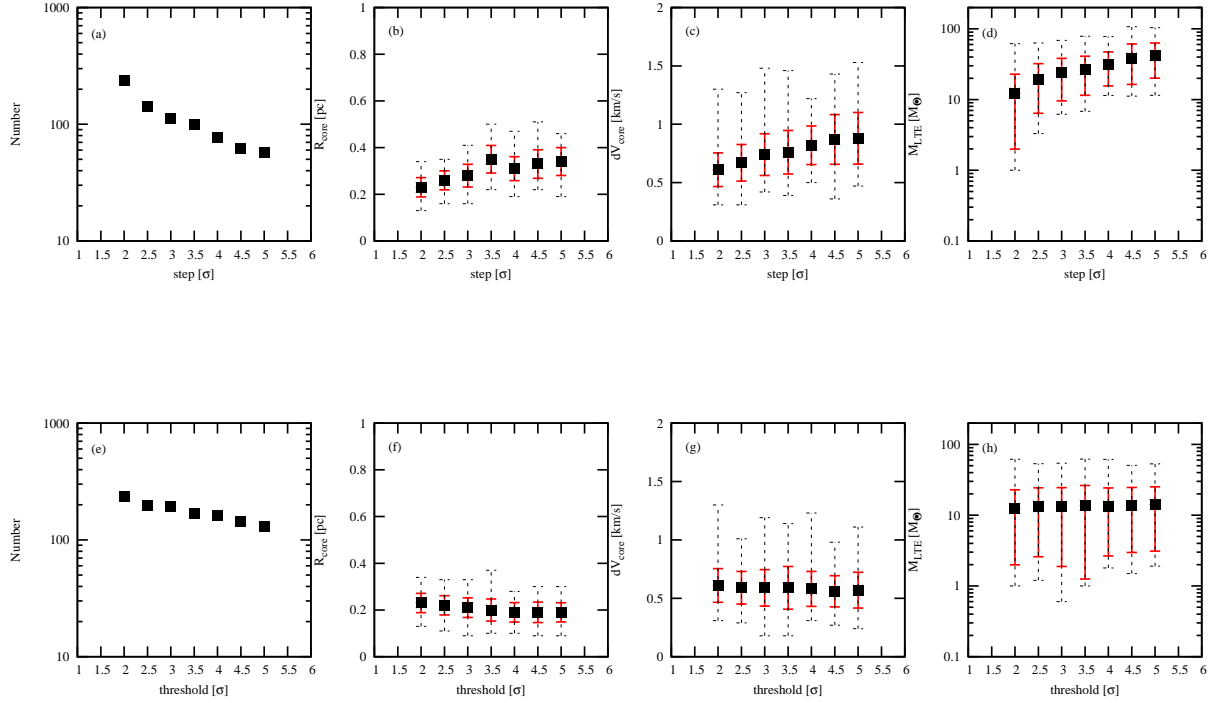 1000
100
10
Number
(a)
1 1.5 2 2.5 3 3.5 4 4.5 5 5.5 6
step [σ]
1
0.8
0.6
0.4
0.2
0
R_core [pc]
(b)
1 1.5 2 2.5 3 3.5 4 4.5 5 5.5 6
step [σ]
2
1.5
1
0.5
0
dV_core [km/s]
(c)
1 1.5 2 2.5 3 3.5 4 4.5 5 5.5 6
step [σ]
100
10
1
0.1
M_LTE [M☉]
(d)
1 1.5 2 2.5 3 3.5 4 4.5 5 5.5 6
step [σ]
1000
100
10
Number
(e)
1 1.5 2 2.5 3 3.5 4 4.5 5 5.5 6
threshold [σ]
1
0.8
0.6
0.4
0.2
0
R_core [pc]
(f)
1 1.5 2 2.5 3 3.5 4 4.5 5 5.5 6
threshold [σ]
2
1.5
1
0.5
0
dV_core [km/s]
(g)
1 1.5 2 2.5 3 3.5 4 4.5 5 5.5 6
threshold [σ]
100
10
1
0.1
M_LTE [M☉]
(h)
1 1.5 2 2.5 3 3.5 4 4.5 5 5.5 6
threshold [σ]